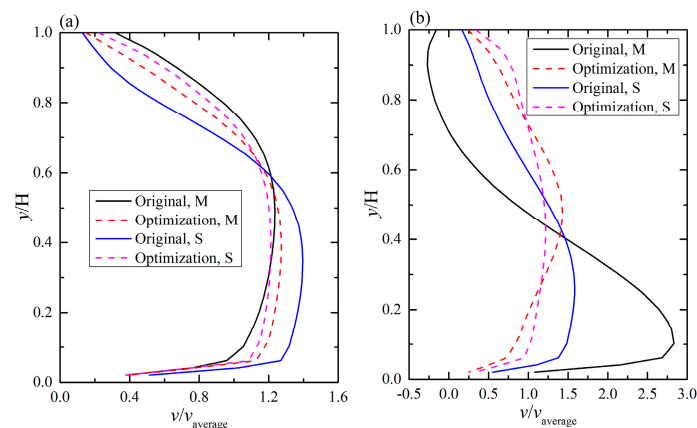 (a)
1.0
0.8
0.6
0.4
0.2
0.0
y/H
Original, M
Optimization, M
Original, S
Optimization, S
0.0 0.4 0.8 1.2 1.6
v/vaverage
(b)
1.0
0.8
0.6
0.4
0.2
0.0
y/H
Original, M
Optimization, M
Original, S
Optimization, S
-0.5 0.0 0.5 1.0 1.5 2.0 2.5 3.0
v/vaverage